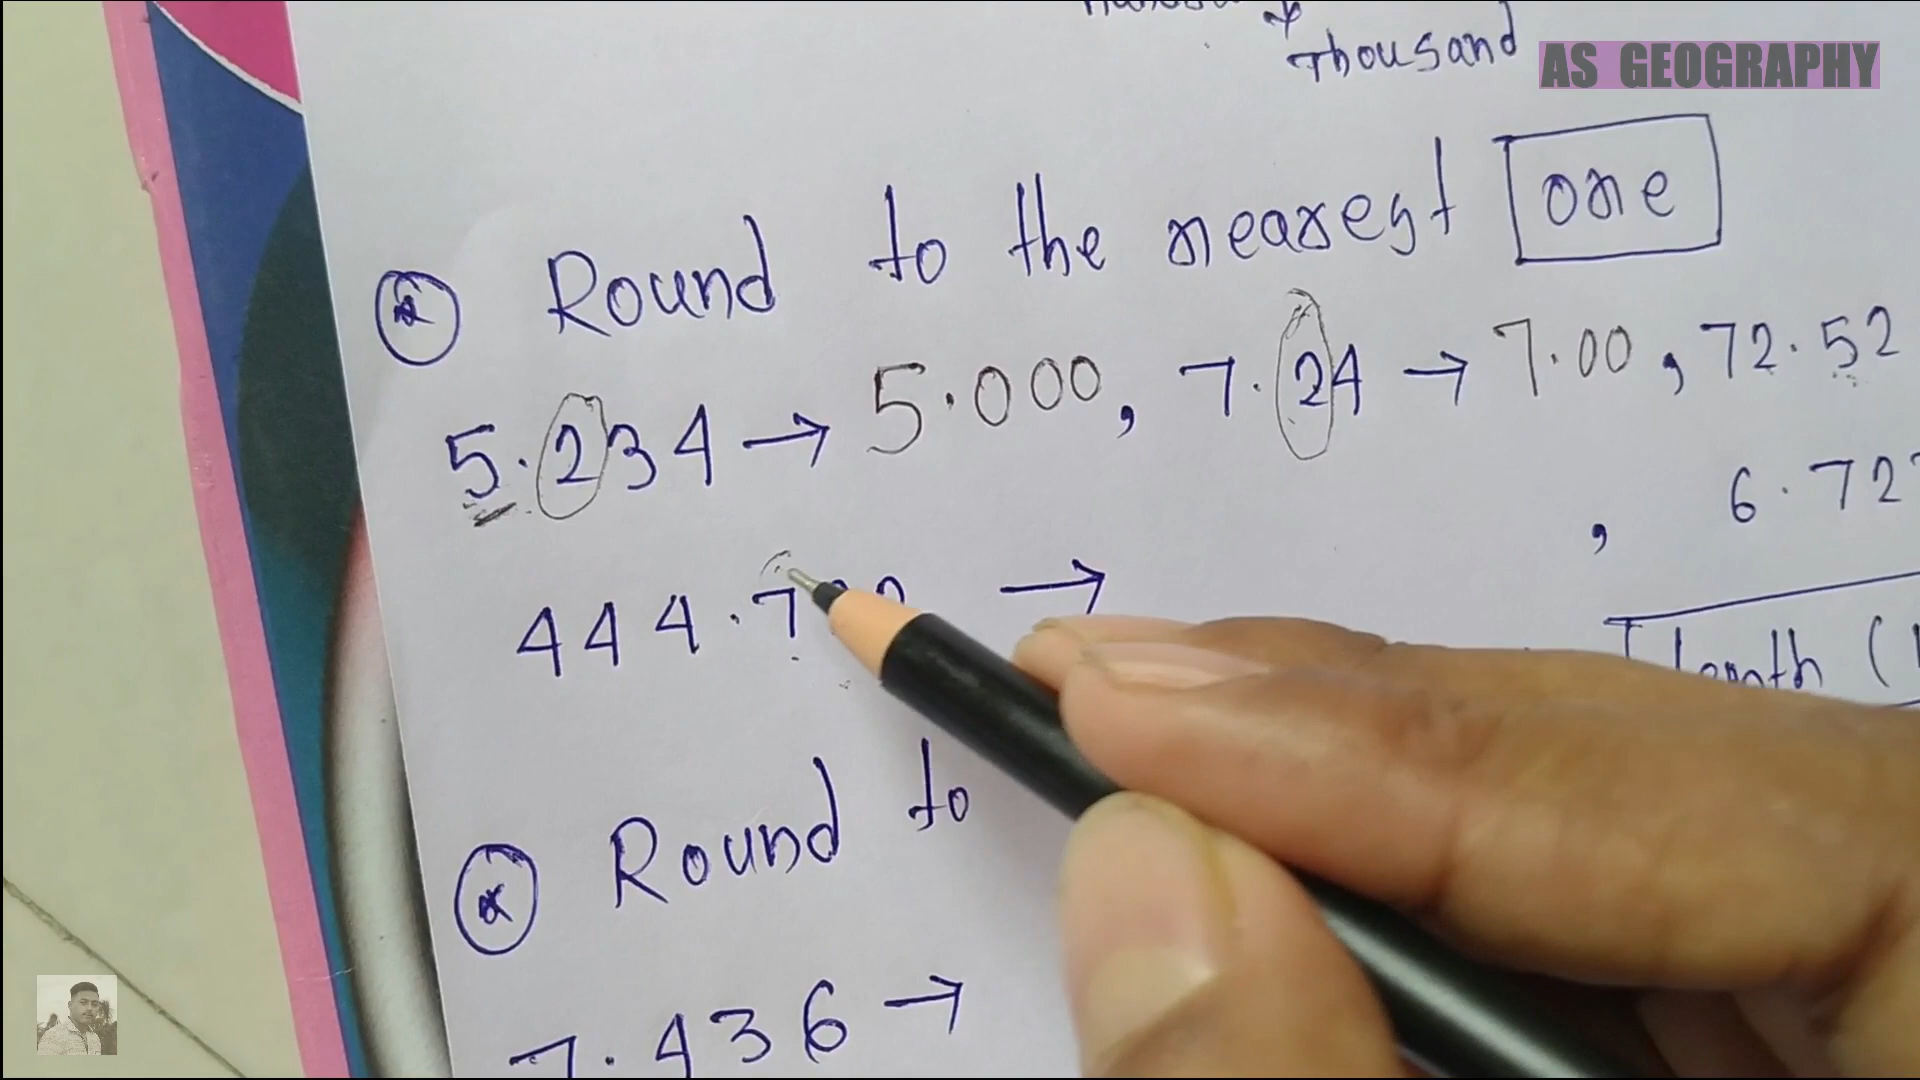 Thousand
AS GEOGRAPHY
Round to the nearest one
5.234 → 5.000, 7.24 → 7.00, 72.52
, 6.72
444.7 →
Round to
7.436 →